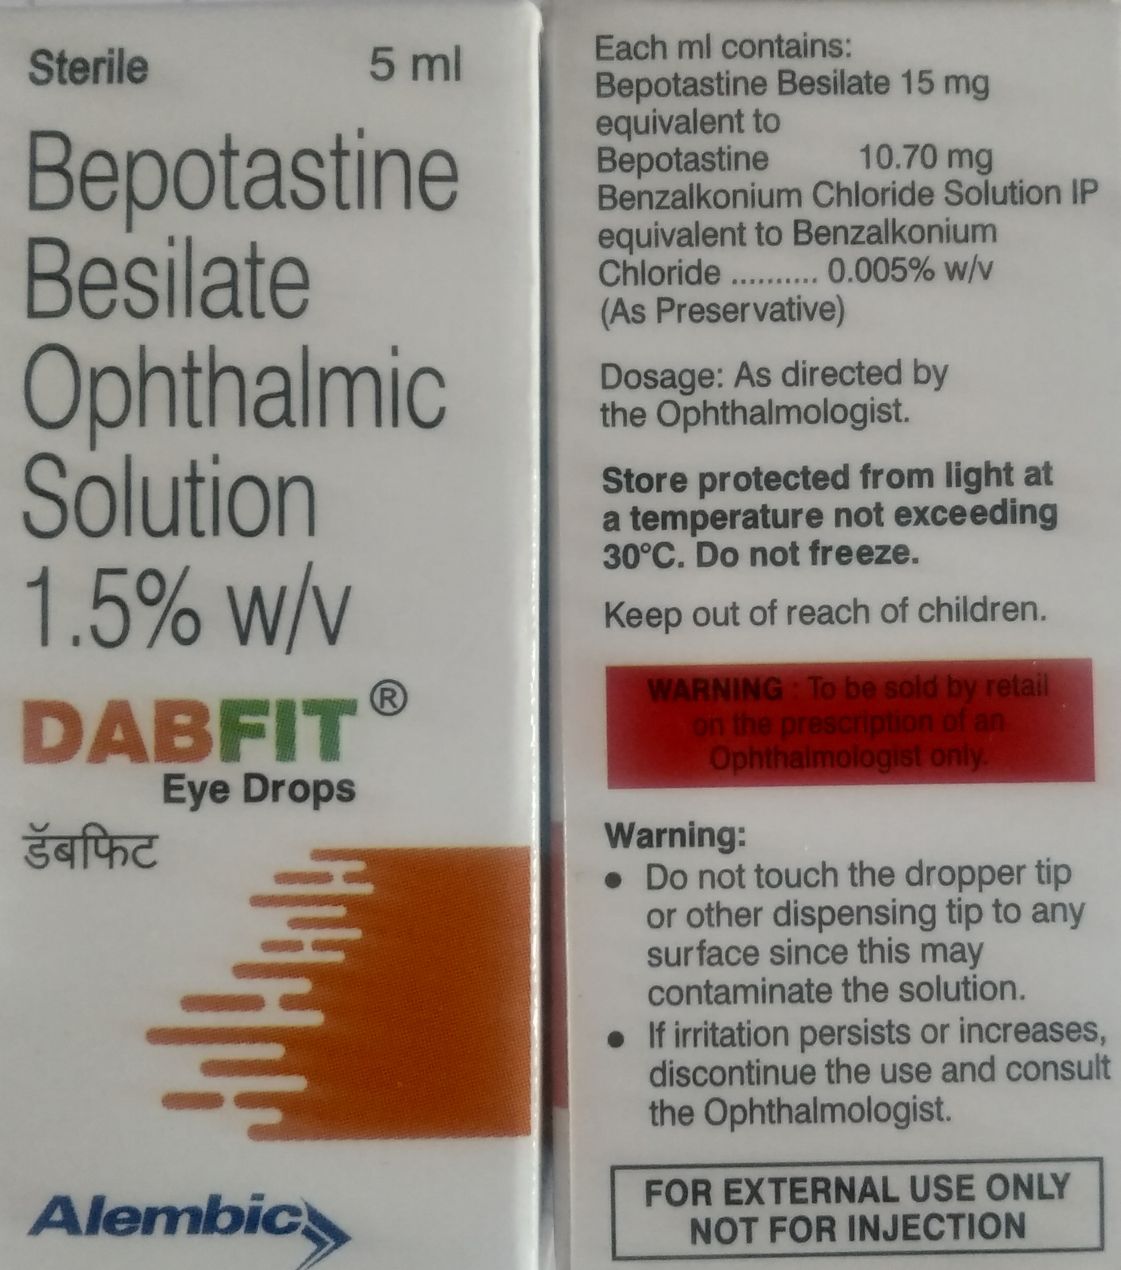 Sterile 5 ml
Bepotastine
Besilate
Ophthalmic
Solution
1.5% w/v
DABFIT®
Eye Drops
डॅबफिट
Alembic
Each ml contains:
Bepotastine Besilate 15 mg
equivalent to
Bepotastine 10.70 mg
Benzalkonium Chloride Solution IP
equivalent to Benzalkonium
Chloride .......... 0.005% w/v
(As Preservative)
Dosage: As directed by
the Ophthalmologist.
Store protected from light at
a temperature not exceeding
30°C. Do not freeze.
Keep out of reach of children.
WARNING : To be sold by retail
on the prescription of an
Ophthalmologist only.
Warning:
● Do not touch the dropper tip
or other dispensing tip to any
surface since this may
contaminate the solution.
● If irritation persists or increases,
discontinue the use and consult
the Ophthalmologist.
FOR EXTERNAL USE ONLY
NOT FOR INJECTION